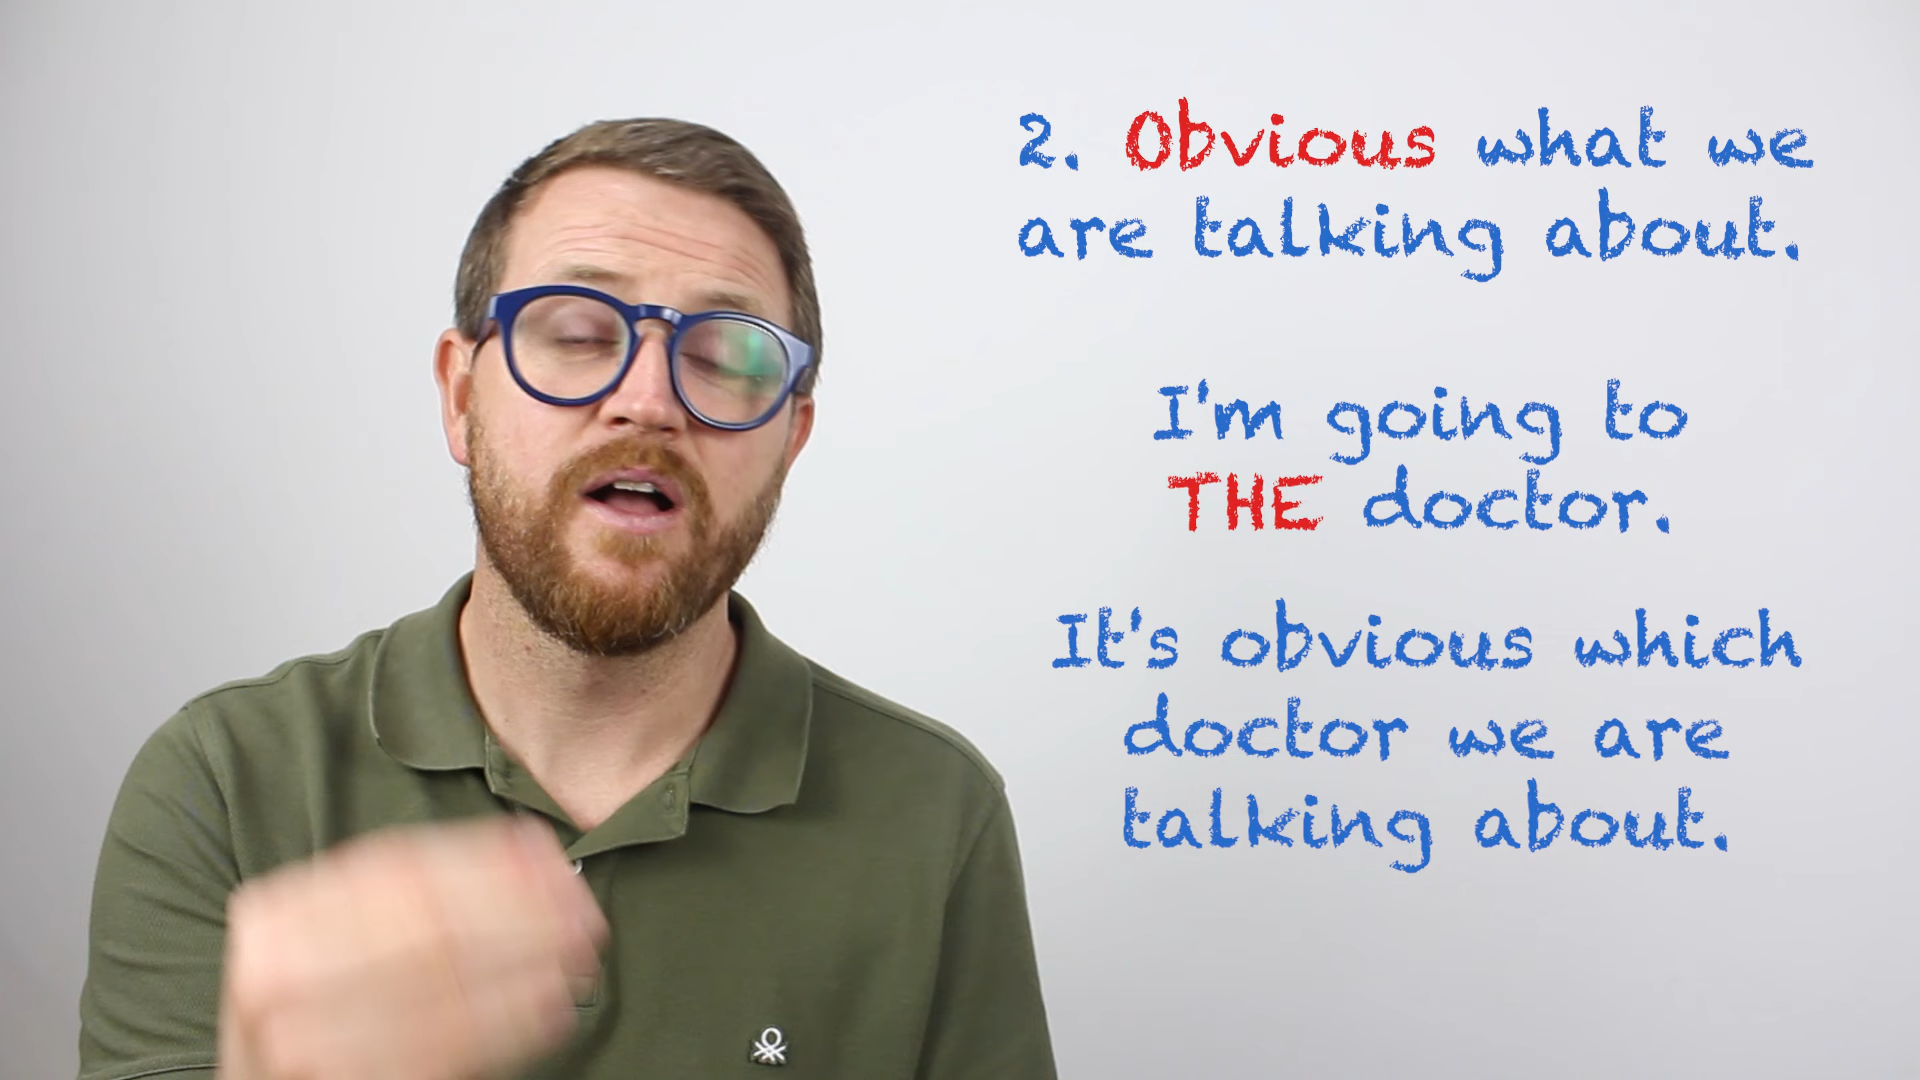 2. Obvious what we
are talking about.
I'm going to
THE doctor.
It's obvious which
doctor we are
talking about.